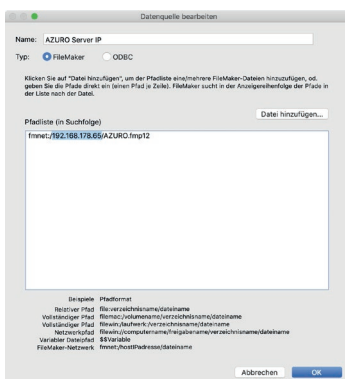 Datenquelle bearbeiten
Name: AZURO Server IP
Typ: FileMaker ODBC
Klicken Sie auf "Datei hinzufügen", um der Pfadliste eine/mehrere FileMaker-Dateien hinzuzufügen, od.
geben Sie die Pfade direkt ein (einen Pfad je Zeile). FileMaker sucht in der Anzeigereihenfolge der Pfade in
der Liste nach der Datei.
Datei hinzufügen...
Pfadliste (in Suchfolge)
fmnet:/192.168.178.65/AZURO.fmp12
Beispiele Pfadformat
Relativer Pfad file:verzeichnisname/dateiname
Vollständiger Pfad filemac:/volumename/verzeichnisname/dateiname
Vollständiger Pfad filewin:/laufwerk:/verzeichnisname/dateiname
Netzwerkpfad filewin://computername/freigabename/verzeichnisname/dateiname
Variabler Dateipfad $$Variable
FileMaker-Netzwerk fmnet:/hostIPadresse/dateiname
Abbrechen OK